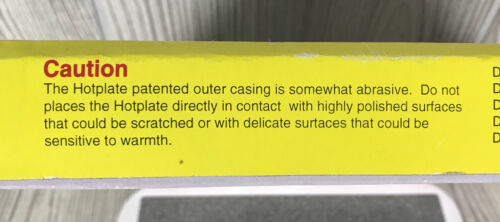 Caution
The Hotplate patented outer casing is somewhat abrasive. Do not
places the Hotplate directly in contact with highly polished surfaces
that could be scratched or with delicate surfaces that could be
sensitive to warmth.
D
D
D
D
D